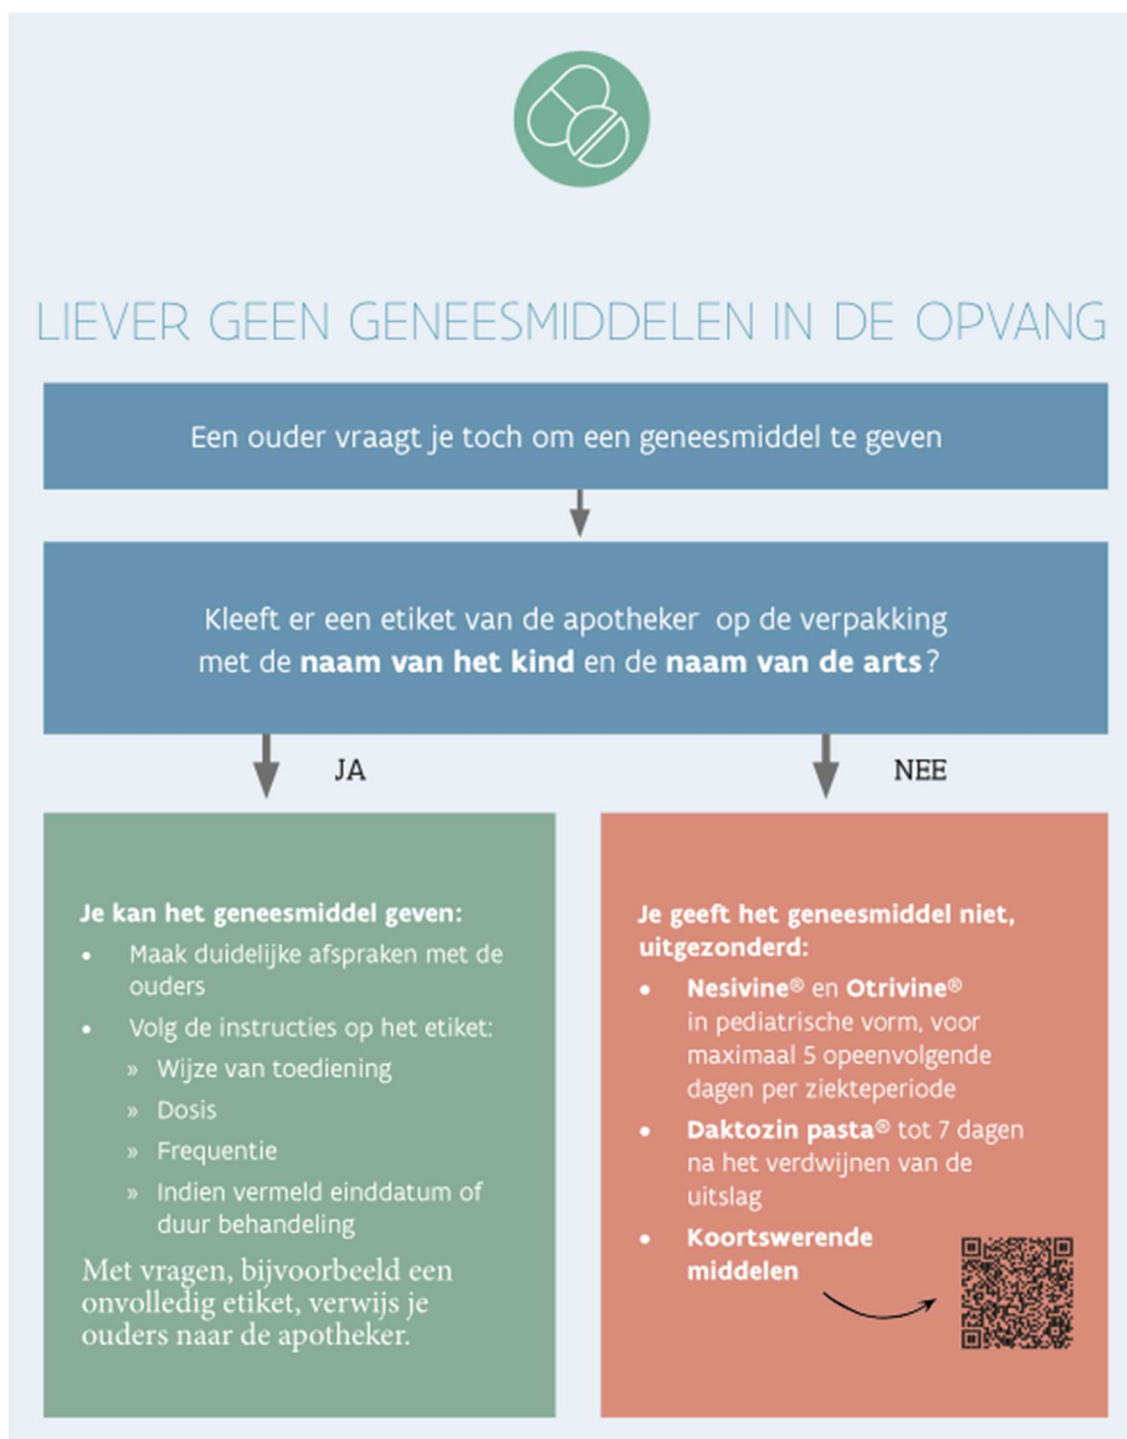 LIEVER GEEN GENEESMIDDELEN IN DE OPVANG
Een ouder vraagt je toch om een geneesmiddel te geven
Kleeft er een etiket van de apotheker op de verpakking
met de naam van het kind en de naam van de arts?
JA
NEE
Je kan het geneesmiddel geven:
• Maak duidelijke afspraken met de
ouders
• Volg de instructies op het etiket:
» Wijze van toediening
» Dosis
» Frequentie
» Indien vermeld einddatum of
duur behandeling
Met vragen, bijvoorbeeld een
onvolledig etiket, verwijs je
ouders naar de apotheker.
Je geeft het geneesmiddel niet,
uitgezonderd:
• Nesivine® en Otrivine®
in pediatrische vorm, voor
maximaal 5 opeenvolgende
dagen per ziekteperiode
• Daktozin pasta® tot 7 dagen
na het verdwijnen van de
uitslag
• Koortswerende
middelen